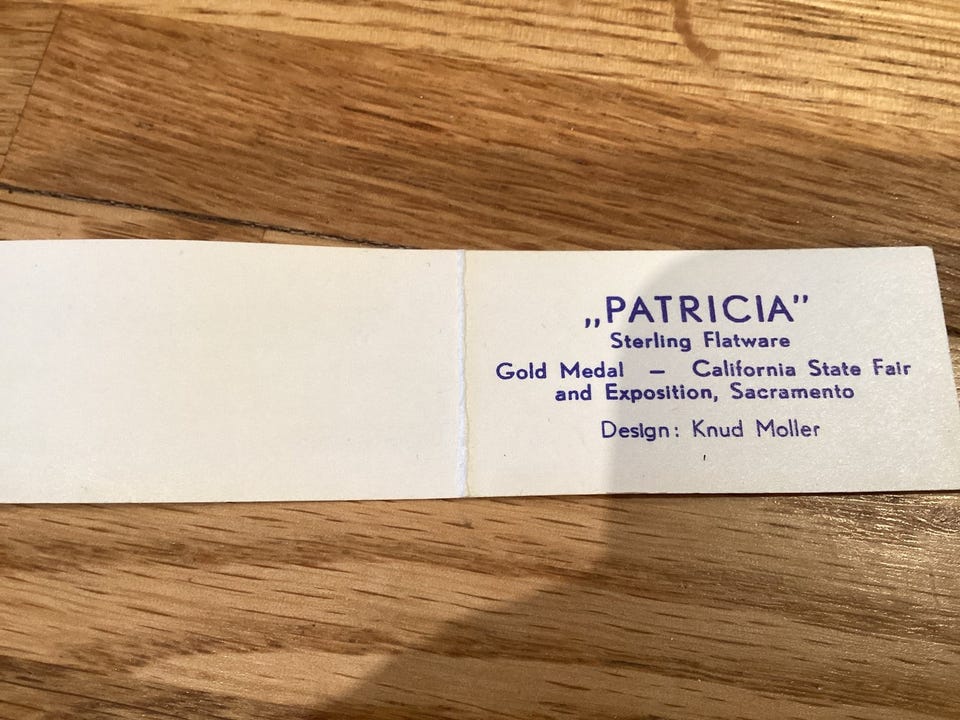 „PATRICIA”
Sterling Flatware
Gold Medal – California State Fair
and Exposition, Sacramento
Design: Knud Moller